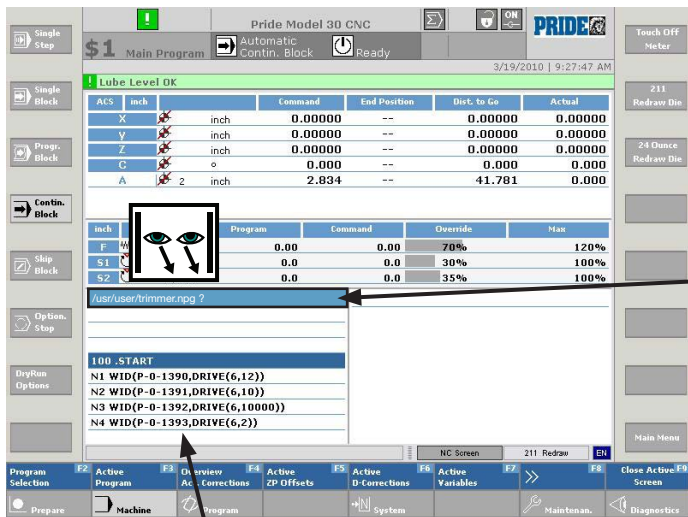 Pride Model 30 CNC
PRIDE
$1 Main Program
Automatic
Contin. Block
Ready
ON
3/19/2010 | 9:27:47 AM
! Lube Level OK
Single
Step
Single
Block
Progr.
Block
Contin.
Block
Skip
Block
Option.
Stop
DryRun
Options
ACS inch Command End Position Dist. to Go Actual
X inch 0.00000 -- 0.00000 0.00000
y inch 0.00000 -- 0.00000 0.00000
Z inch 0.00000 -- 0.00000 0.00000
C ° 0.000 -- 0.000 0.000
A 2 inch 2.834 -- 41.781 0.000
inch Program Command Override Max
F 0.00 0.00 70% 120%
S1 0.0 0.0 30% 100%
S2 0.0 0.0 35% 100%
/usr/user/trimmer.npg ?
100 .START
N1 WID(P-0-1390,DRIVE(6,12))
N2 WID(P-0-1391,DRIVE(6,10))
N3 WID(P-0-1392,DRIVE(6,10000))
N4 WID(P-0-1393,DRIVE(6,2))
Touch Off
Meter
211
Redraw Die
24 Ounce
Redraw Die
Main Menu
NC Screen 211 Redraw EN
Program
Selection
F2
Active
Program
F3
Overview
Corrections
F4
Active
ZP Offsets
F5
Active
D-Corrections
F6
Active
Variables
F7
>>
F8
Close Active
Screen
F9
Prepare
Machine
Program
System
Maintenan.
Diagnostics